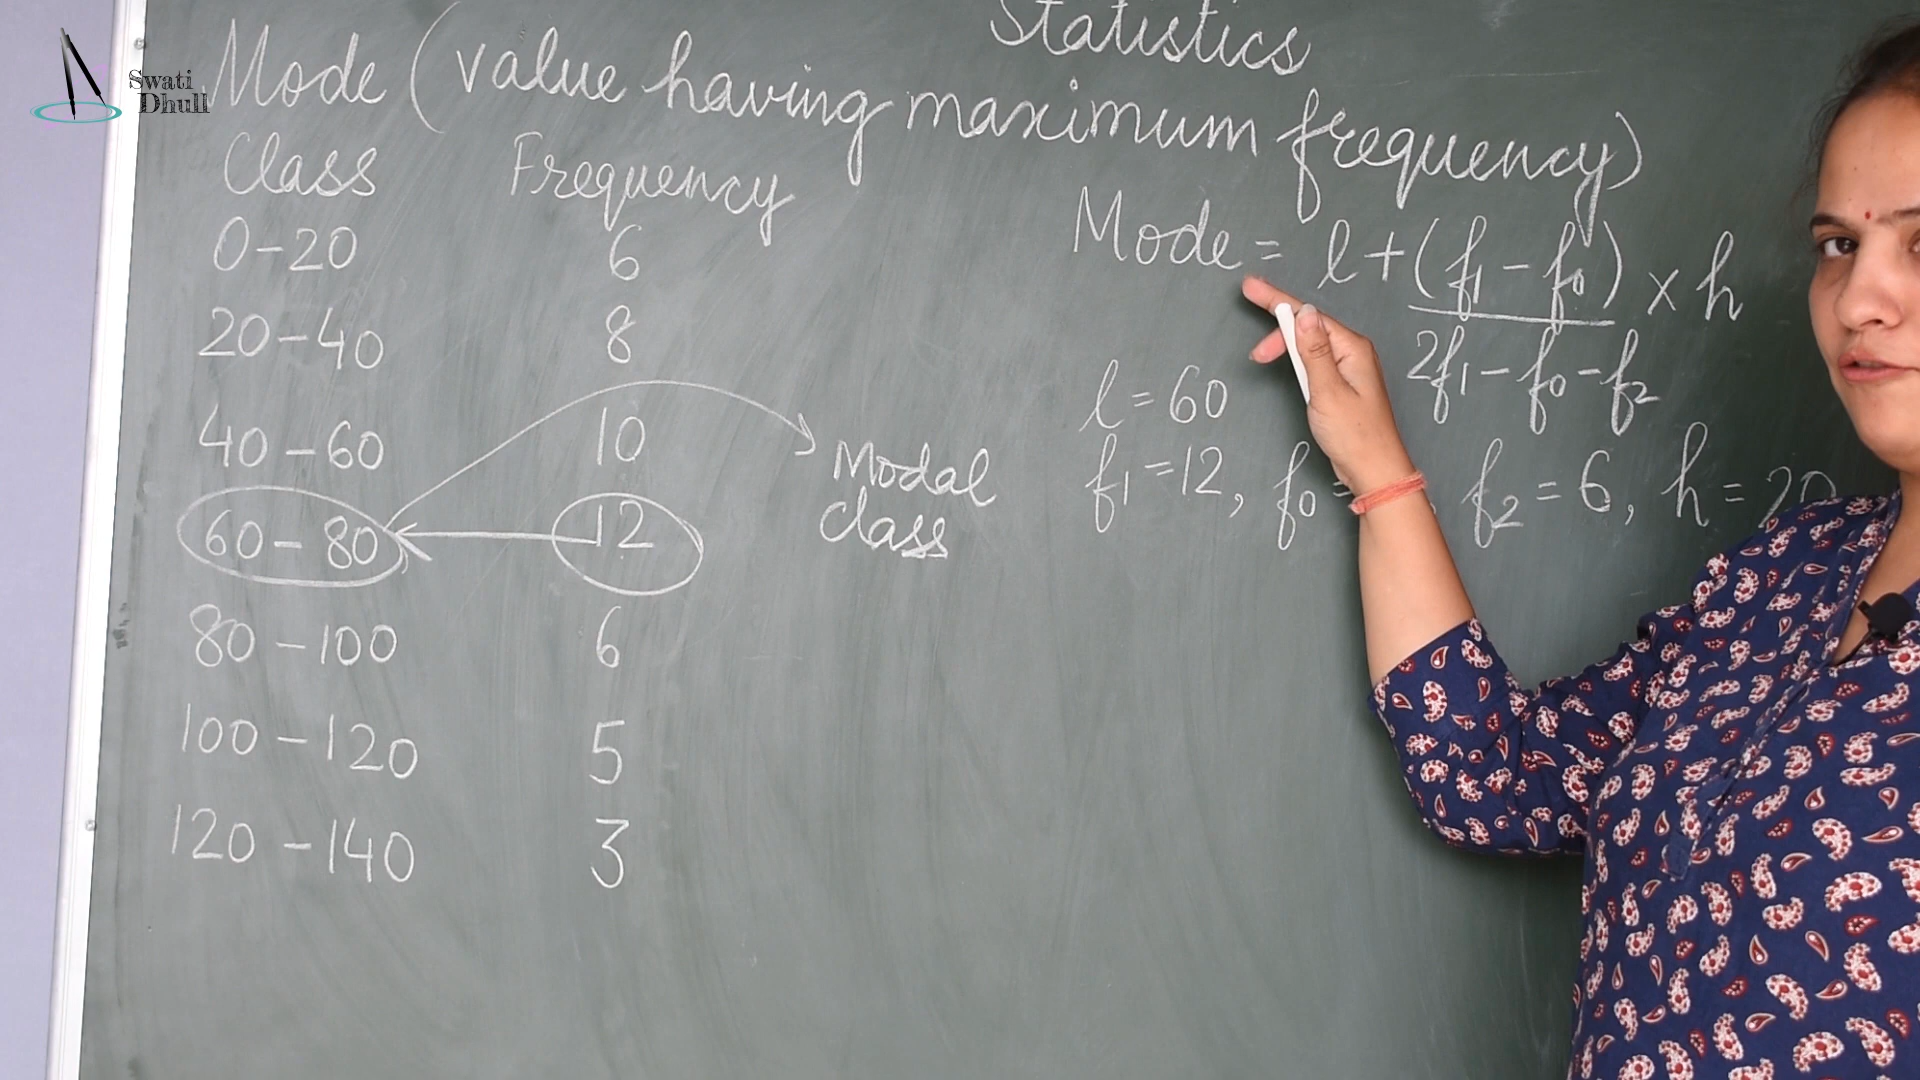 Swati
Dhull
Statistics
Mode (value having maximum frequency)
Class Frequency
0-20 6
20-40 8
40-60 10
60-80 12
80-100 6
100-120 5
120-140 3
Modal
class
Mode = l + (f1 - f0) × h
2f1 - f0 - f2
l = 60
f1 = 12, f0 = , f2 = 6, h = 20